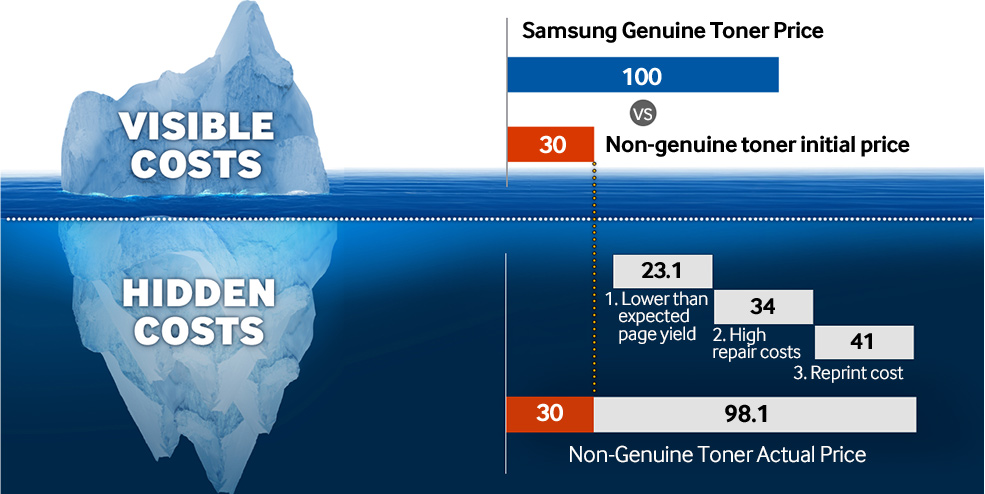 VISIBLE
COSTS
Samsung Genuine Toner Price
100
VS
30
Non-genuine toner initial price
HIDDEN
COSTS
23.1
1. Lower than
expected
page yield
34
2. High
repair costs
41
3. Reprint cost
30
98.1
Non-Genuine Toner Actual Price